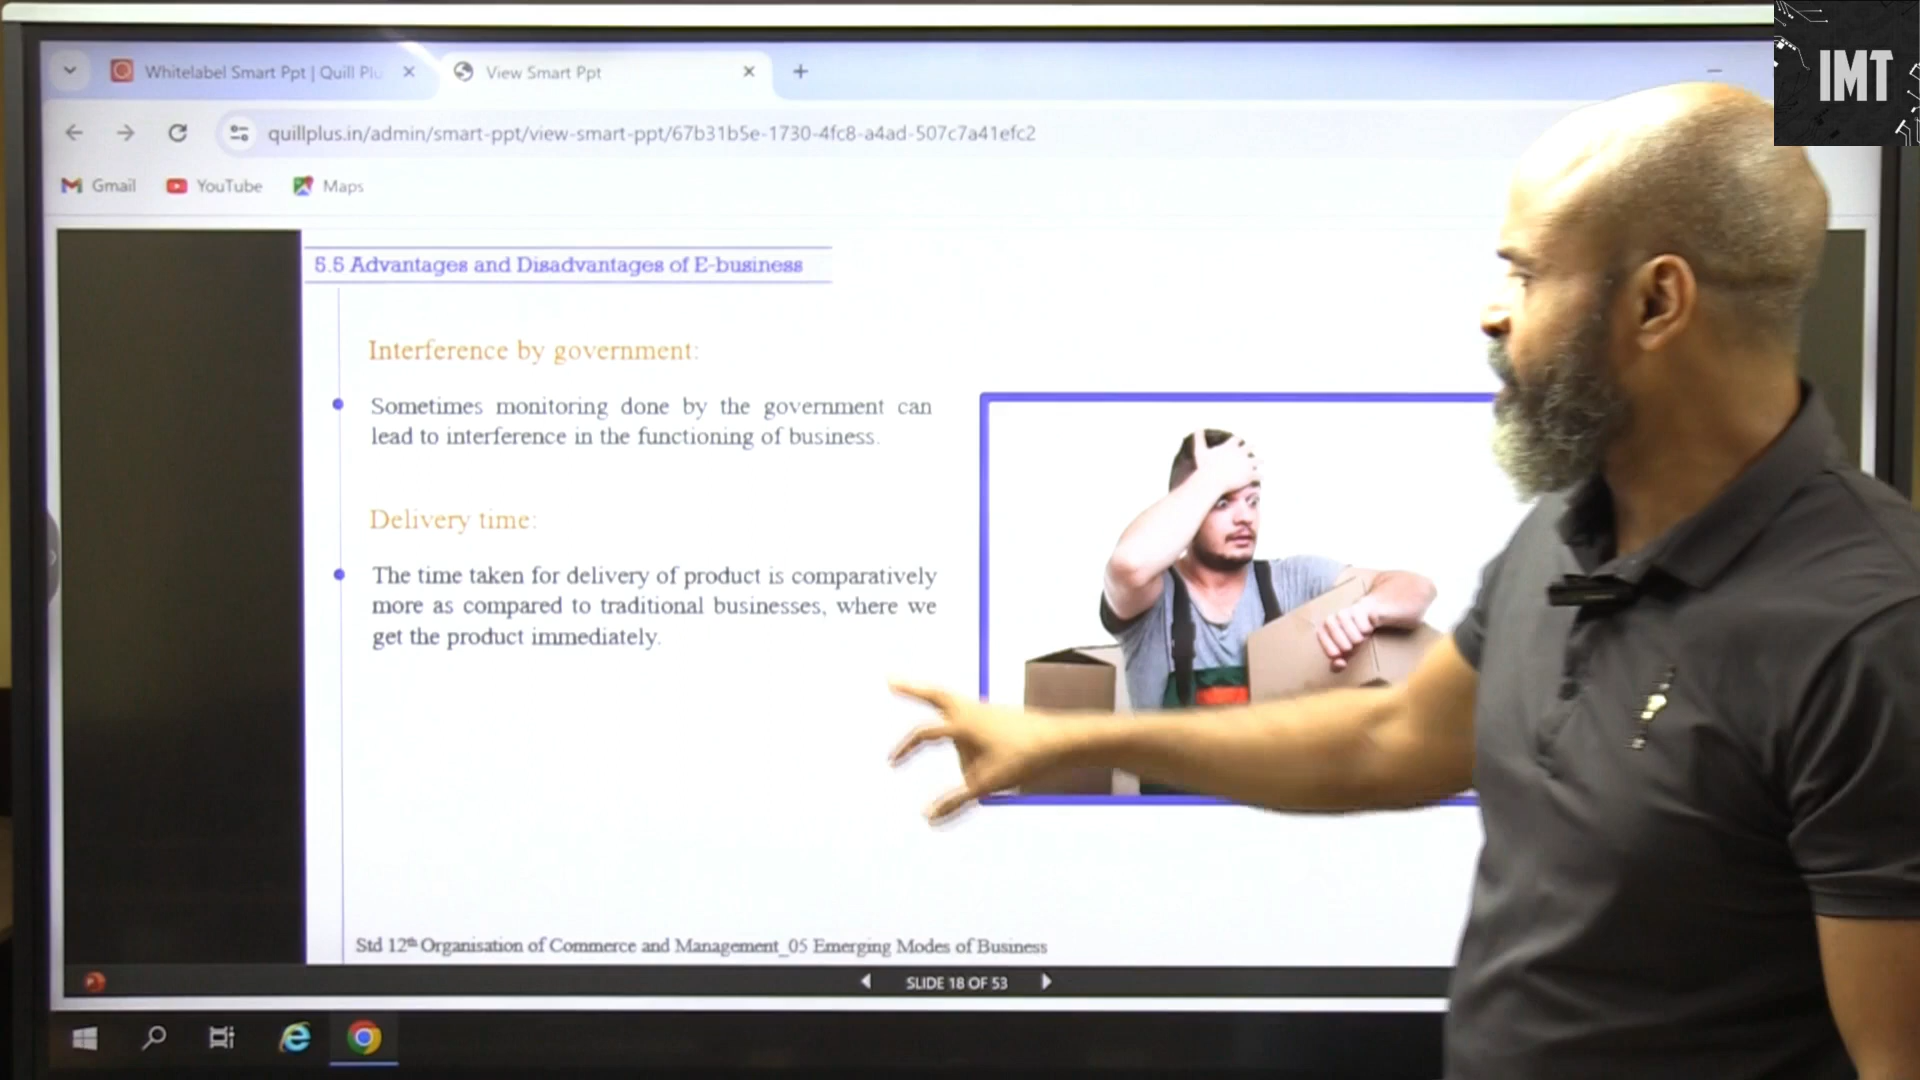 IMT
Whitelabel Smart Ppt | Quill Plu
View Smart Ppt
quillplus.in/admin/smart-ppt/view-smart-ppt/67b31b5e-1730-4fc8-a4ad-507c7a41efc2
Gmail YouTube Maps
5.5 Advantages and Disadvantages of E-business
Interference by government:
Sometimes monitoring done by the government can
lead to interference in the functioning of business.
Delivery time:
The time taken for delivery of product is comparatively
more as compared to traditional businesses, where we
get the product immediately.
Std 12th Organisation of Commerce and Management_05 Emerging Modes of Business
SLIDE 18 OF 53